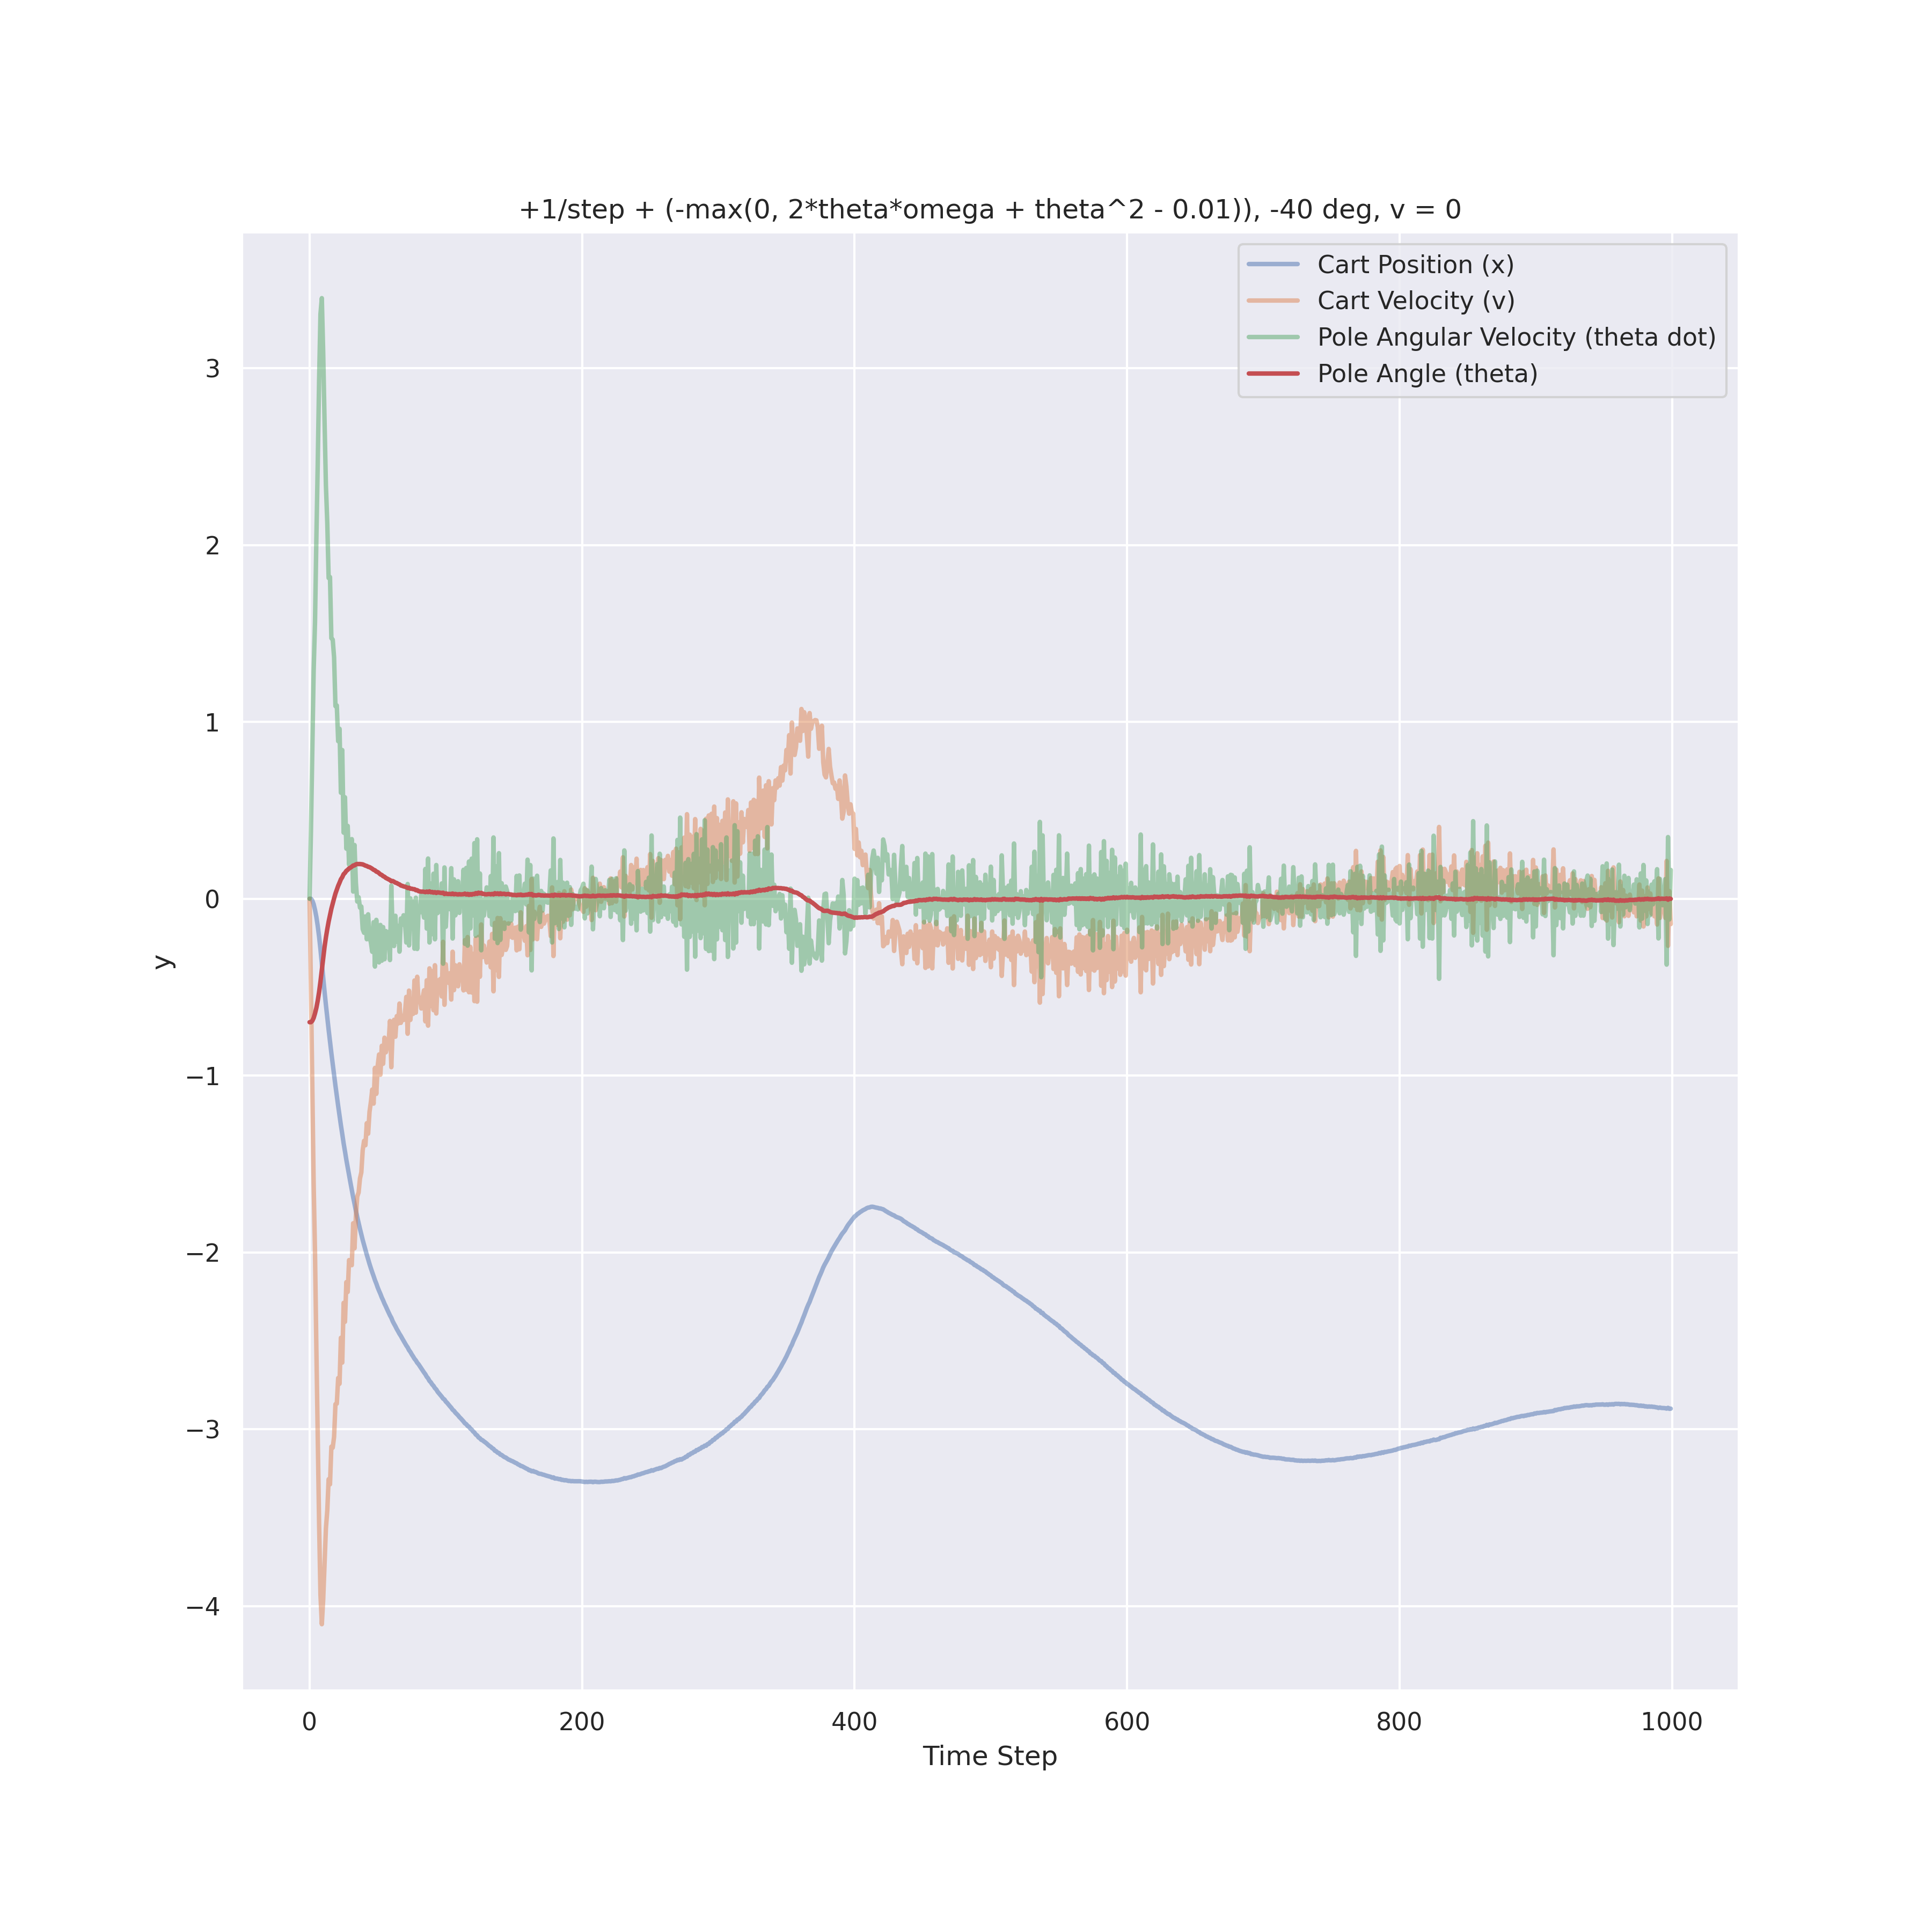 +1/step + (-max(0, 2*theta*omega + theta^2 - 0.01)), -40 deg, v = 0
Cart Position (x)
Cart Velocity (v)
Pole Angular Velocity (theta dot)
Pole Angle (theta)
3
2
1
0
−1
−2
−3
−4
y
0
200
400
600
800
1000
Time Step